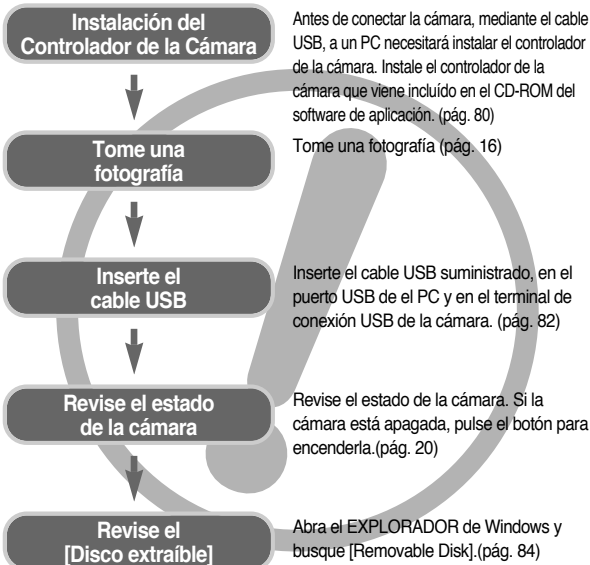 Instalación del
Controlador de la Cámara
Antes de conectar la cámara, mediante el cable
USB, a un PC necesitará instalar el controlador
de la cámara. Instale el controlador de la
cámara que viene incluído en el CD-ROM del
software de aplicación. (pág. 80)
Tome una
fotografía
Tome una fotografía (pág. 16)
Inserte el
cable USB
Inserte el cable USB suministrado, en el
puerto USB de el PC y en el terminal de
conexión USB de la cámara. (pág. 82)
Revise el estado
de la cámara
Revise el estado de la cámara. Si la
cámara está apagada, pulse el botón para
encenderla.(pág. 20)
Revise el
[Disco extraíble]
Abra el EXPLORADOR de Windows y
busque [Removable Disk].(pág. 84)